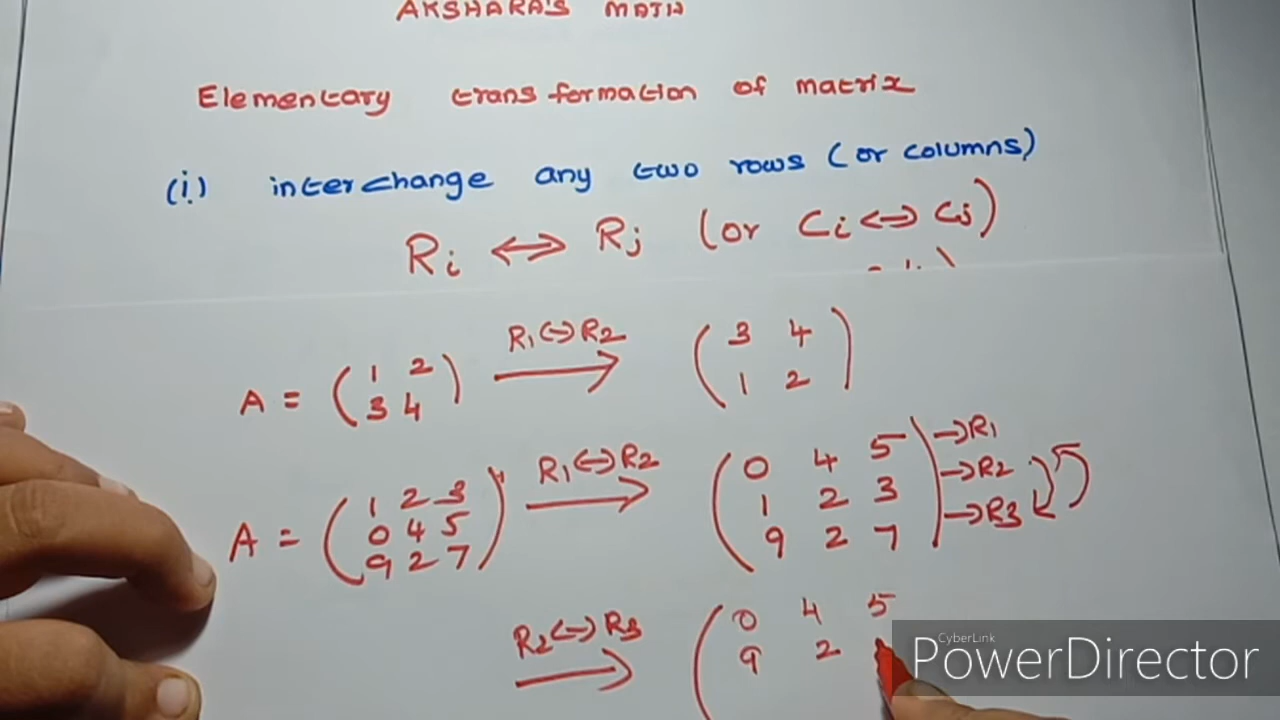 AKSHARA'S MATH
Elementary transformation of matrix
(i) interchange any two rows (or columns)
Ri ⇔ Rj (or Ci ⇔ Cj)
R1⇔R2
A = ( 1 2 ) → ( 3 4 )
( 3 4 ) ( 1 2 )
R1⇔R2
A = ( 1 2 3 ) → ( 0 4 5 ) →R1
( 0 4 5 ) ( 1 2 3 ) →R2
( 9 2 7 ) ( 9 2 7 ) →R3
R2⇔R3
→ ( 0 4 5
9 2
CyberLink
PowerDirector